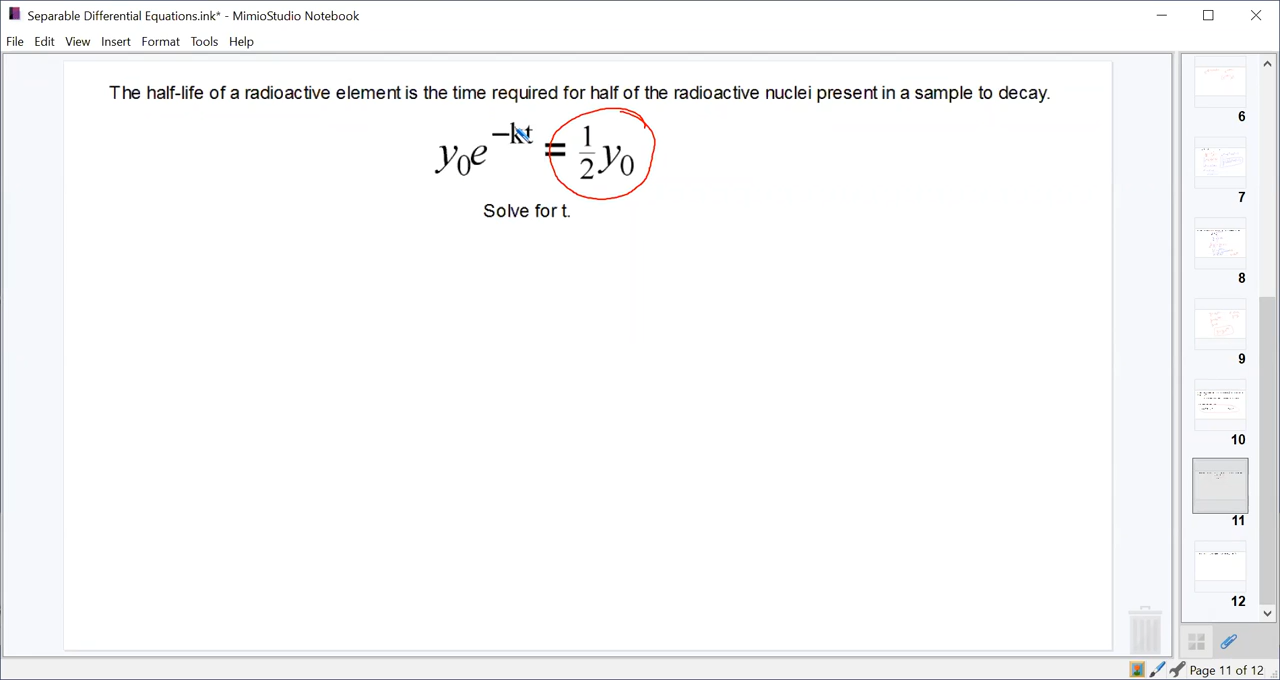 Separable Differential Equations.ink* - MimioStudio Notebook
File Edit View Insert Format Tools Help
The half-life of a radioactive element is the time required for half of the radioactive nuclei present in a sample to decay.
y₀e^(−kt) = 1/2 y₀
Solve for t.
6
7
8
9
10
11
12
Page 11 of 12